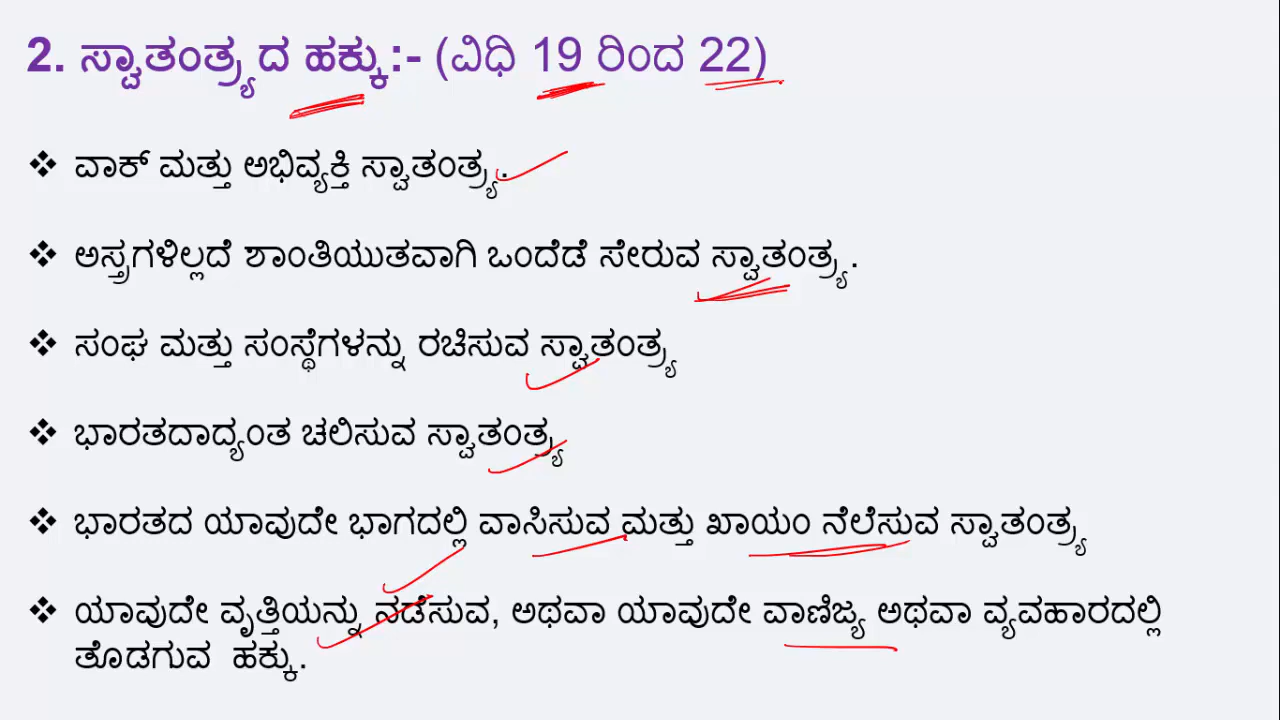 2. ಸ್ವಾತಂತ್ರ್ಯದ ಹಕ್ಕು:- (ವಿಧಿ 19 ರಿಂದ 22)
❖ ವಾಕ್ ಮತ್ತು ಅಭಿವ್ಯಕ್ತಿ ಸ್ವಾತಂತ್ರ್ಯ.
❖ ಅಸ್ತ್ರಗಳಿಲ್ಲದೆ ಶಾಂತಿಯುತವಾಗಿ ಒಂದೆಡೆ ಸೇರುವ ಸ್ವಾತಂತ್ರ್ಯ.
❖ ಸಂಘ ಮತ್ತು ಸಂಸ್ಥೆಗಳನ್ನು ರಚಿಸುವ ಸ್ವಾತಂತ್ರ್ಯ
❖ ಭಾರತದಾದ್ಯಂತ ಚಲಿಸುವ ಸ್ವಾತಂತ್ರ್ಯ
❖ ಭಾರತದ ಯಾವುದೇ ಭಾಗದಲ್ಲಿ ವಾಸಿಸುವ ಮತ್ತು ಖಾಯಂ ನೆಲೆಸುವ ಸ್ವಾತಂತ್ರ್ಯ
❖ ಯಾವುದೇ ವೃತ್ತಿಯನ್ನು ನಡೆಸುವ, ಅಥವಾ ಯಾವುದೇ ವಾಣಿಜ್ಯ ಅಥವಾ ವ್ಯವಹಾರದಲ್ಲಿ
ತೊಡಗುವ ಹಕ್ಕು.